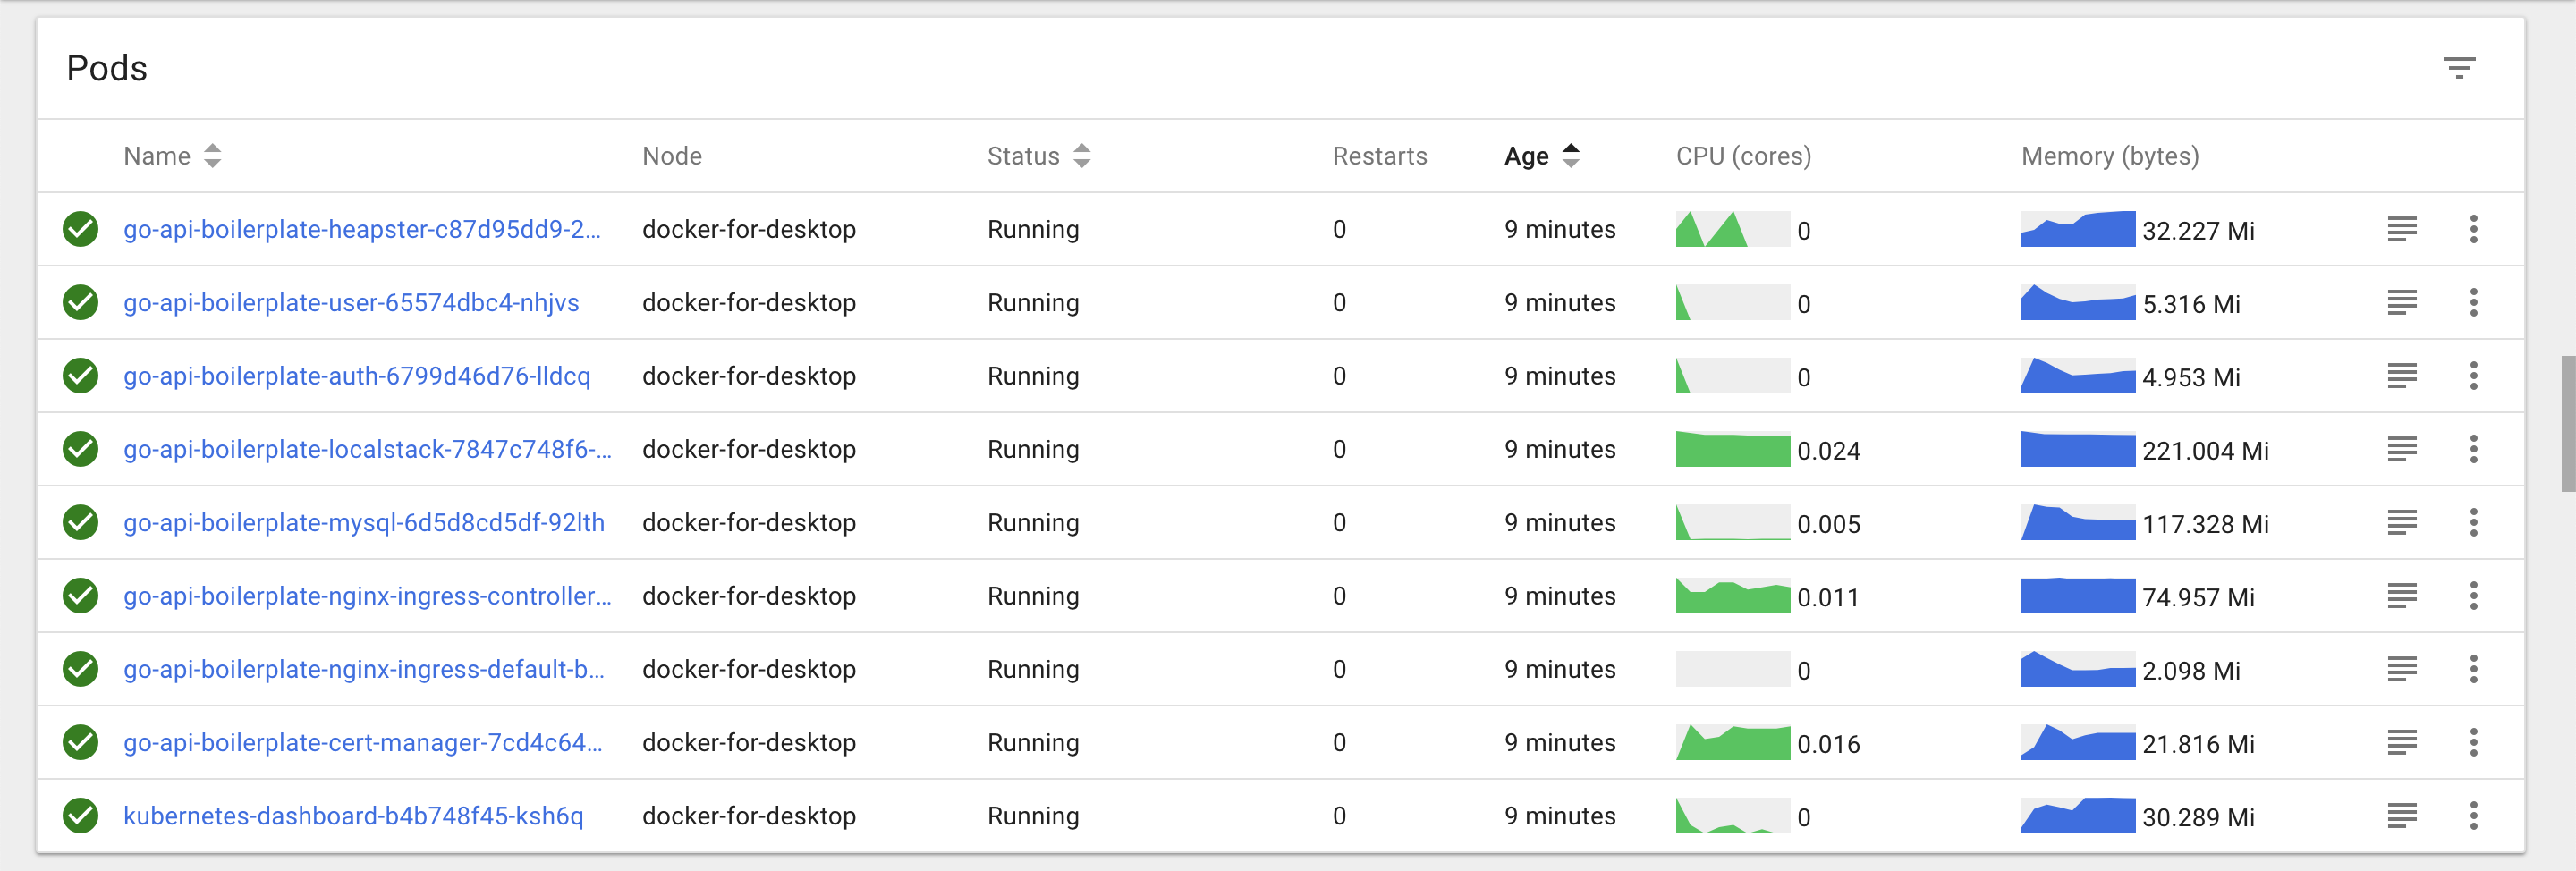 Pods
Name Node Status Restarts Age CPU (cores) Memory (bytes)
go-api-boilerplate-heapster-c87d95dd9-2... docker-for-desktop Running 0 9 minutes 0 32.227 Mi
go-api-boilerplate-user-65574dbc4-nhjvs docker-for-desktop Running 0 9 minutes 0 5.316 Mi
go-api-boilerplate-auth-6799d46d76-lldcq docker-for-desktop Running 0 9 minutes 0 4.953 Mi
go-api-boilerplate-localstack-7847c748f6-... docker-for-desktop Running 0 9 minutes 0.024 221.004 Mi
go-api-boilerplate-mysql-6d5d8cd5df-92lth docker-for-desktop Running 0 9 minutes 0.005 117.328 Mi
go-api-boilerplate-nginx-ingress-controller... docker-for-desktop Running 0 9 minutes 0.011 74.957 Mi
go-api-boilerplate-nginx-ingress-default-b... docker-for-desktop Running 0 9 minutes 0 2.098 Mi
go-api-boilerplate-cert-manager-7cd4c64... docker-for-desktop Running 0 9 minutes 0.016 21.816 Mi
kubernetes-dashboard-b4b748f45-ksh6q docker-for-desktop Running 0 9 minutes 0 30.289 Mi